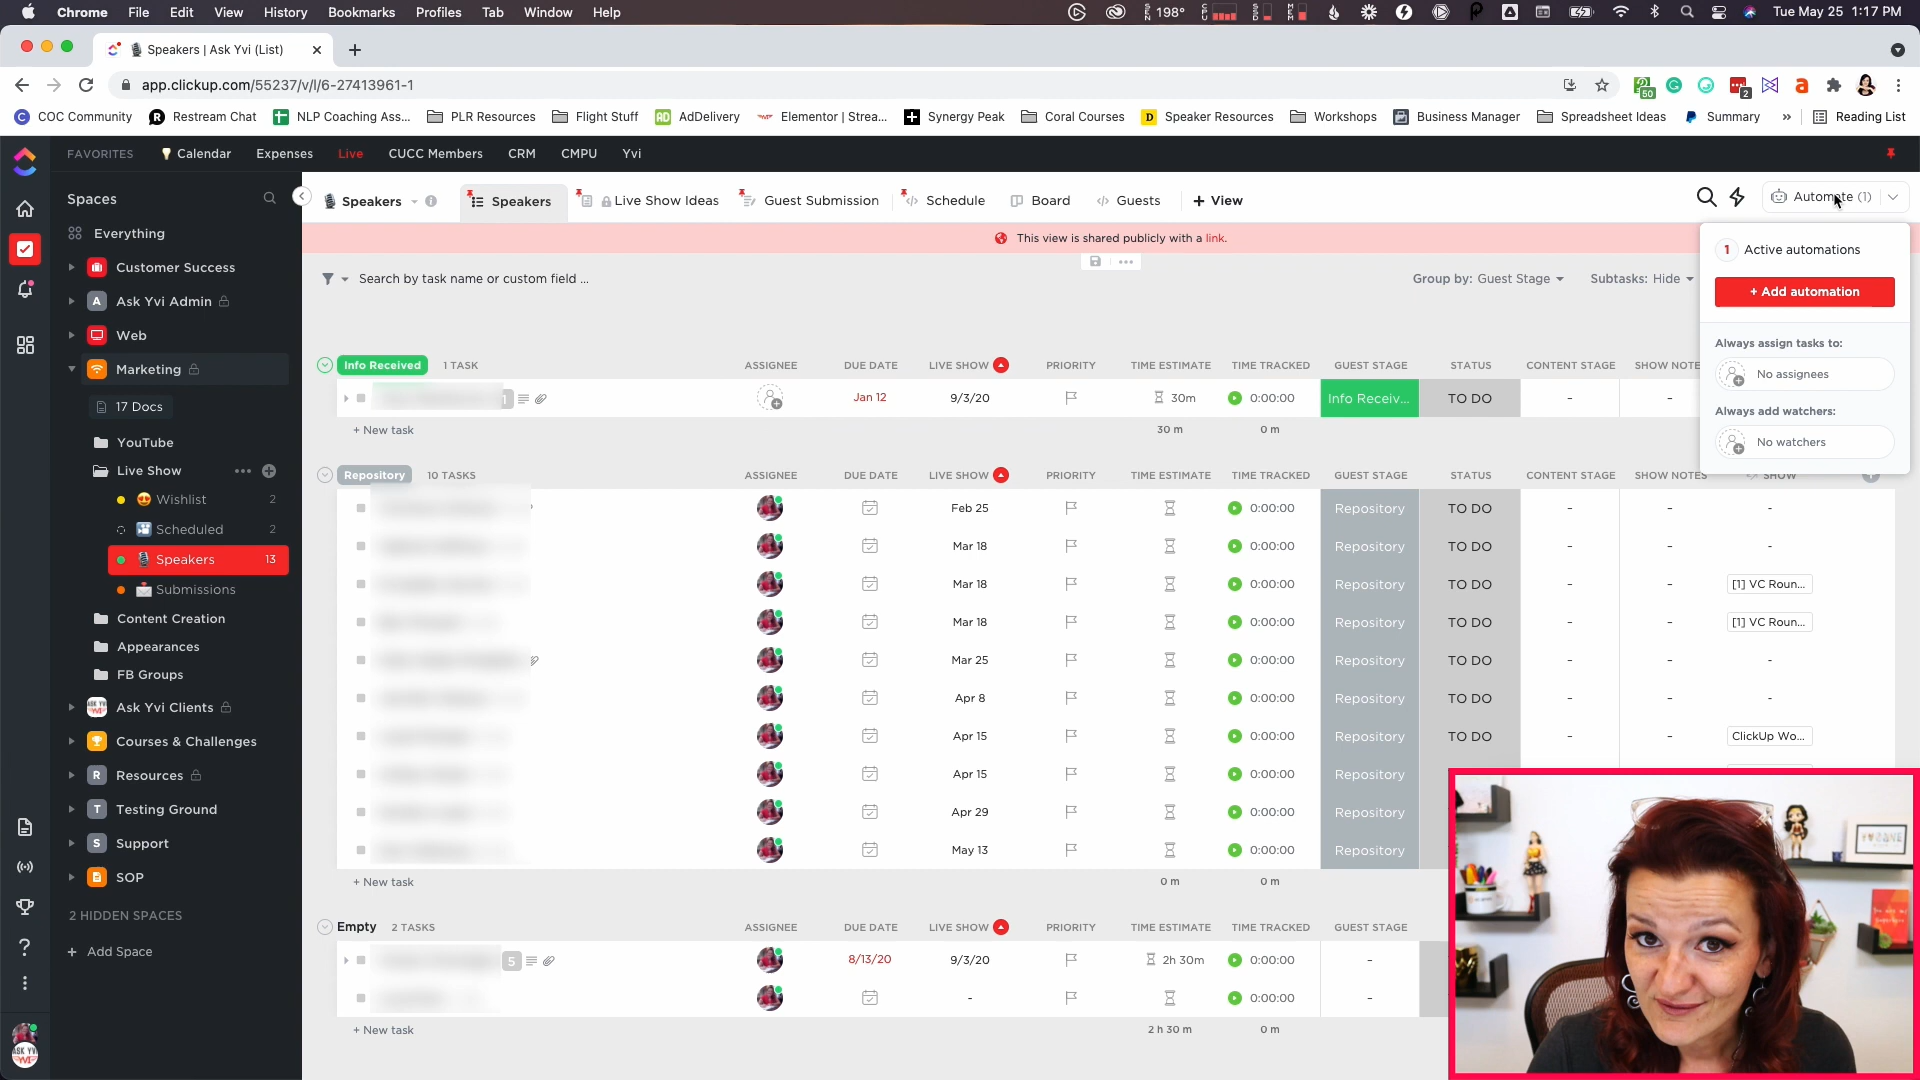 Chrome File Edit View History Bookmarks Profiles Tab Window Help
198° Tue May 25 1:17 PM
Speakers | Ask Yvi (List)
app.clickup.com/55237/v/l/6-27413961-1
50 2
COC Community Restream Chat NLP Coaching Ass... PLR Resources Flight Stuff AdDelivery Elementor | Strea... Synergy Peak Coral Courses Speaker Resources Workshops Business Manager Spreadsheet Ideas Summary » Reading List
FAVORITES Calendar Expenses Live CUCC Members CRM CMPU Yvi
Spaces
Everything
Customer Success
A Ask Yvi Admin
Web
Marketing
17 Docs
YouTube
Live Show
Wishlist 2
Scheduled 2
Speakers 13
Submissions
Content Creation
Appearances
FB Groups
Ask Yvi Clients
Courses & Challenges
R Resources
T Testing Ground
S Support
SOP
2 HIDDEN SPACES
+ Add Space
Speakers Speakers Live Show Ideas Guest Submission Schedule Board Guests + View
Automate (1)
This view is shared publicly with a link.
Search by task name or custom field ...
Group by: Guest Stage Subtasks: Hide
1 Active automations
+ Add automation
Always assign tasks to:
No assignees
Always add watchers:
No watchers
Info Received 1 TASK ASSIGNEE DUE DATE LIVE SHOW PRIORITY TIME ESTIMATE TIME TRACKED GUEST STAGE STATUS CONTENT STAGE SHOW NOTE
1 Jan 12 9/3/20 30m 0:00:00 Info Receiv... TO DO - -
+ New task 30 m 0 m
Repository 10 TASKS ASSIGNEE DUE DATE LIVE SHOW PRIORITY TIME ESTIMATE TIME TRACKED GUEST STAGE STATUS CONTENT STAGE SHOW NOTES SHOW
Feb 25 0:00:00 Repository TO DO - - -
Mar 18 0:00:00 Repository TO DO - - -
Mar 18 0:00:00 Repository TO DO - - [1] VC Roun...
Mar 18 0:00:00 Repository TO DO - - [1] VC Roun...
Mar 25 0:00:00 Repository TO DO - - -
Apr 8 0:00:00 Repository TO DO - - -
Apr 15 0:00:00 Repository TO DO - - ClickUp Wo...
Apr 15 0:00:00 Repository
Apr 29 0:00:00 Repository
May 13 0:00:00 Repository
+ New task 0 m 0 m
Empty 2 TASKS ASSIGNEE DUE DATE LIVE SHOW PRIORITY TIME ESTIMATE TIME TRACKED GUEST STAGE
5 8/13/20 9/3/20 2h 30m 0:00:00 -
- 0:00:00 -
+ New task 2 h 30 m 0 m
ASK YVI